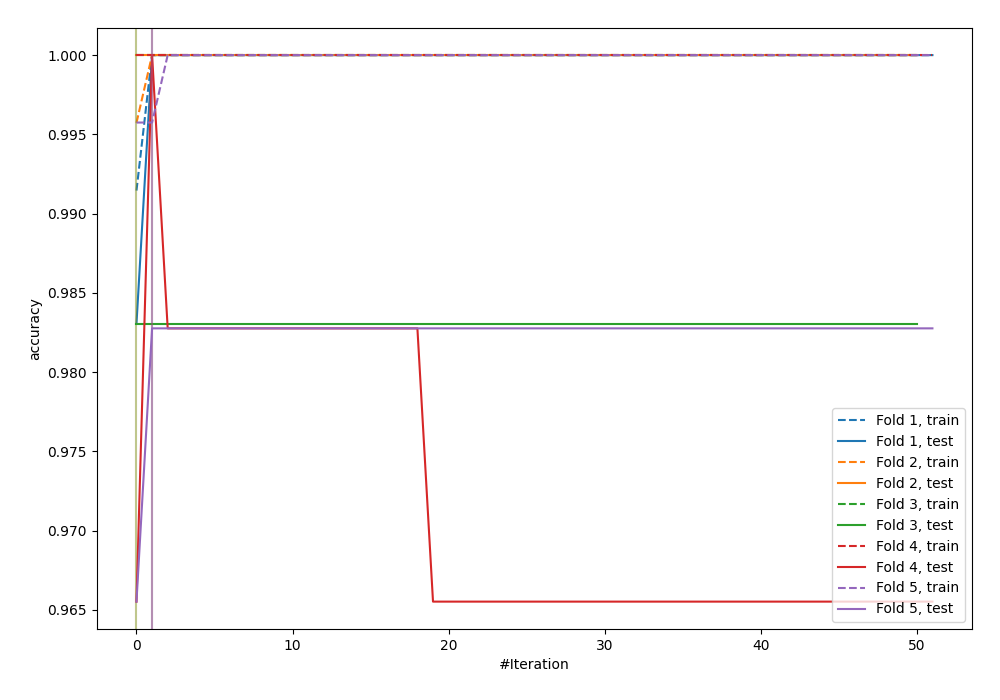 1.000
0.995
0.990
0.985
0.980
0.975
0.970
0.965
accuracy
0 10 20 30 40 50
#Iteration
Fold 1, train
Fold 1, test
Fold 2, train
Fold 2, test
Fold 3, train
Fold 3, test
Fold 4, train
Fold 4, test
Fold 5, train
Fold 5, test